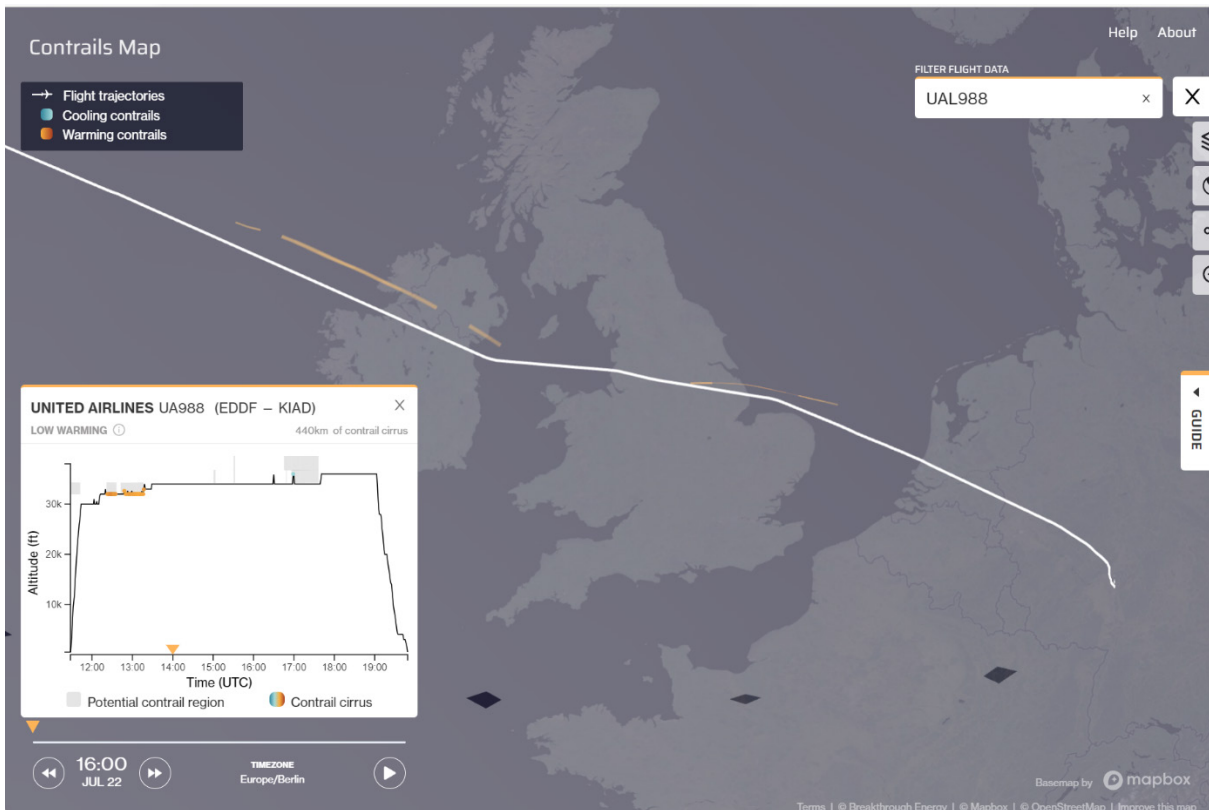 Contrails Map
Help About
Flight trajectories
Cooling contrails
Warming contrails
FILTER FLIGHT DATA
UAL988 x
X
GUIDE
UNITED AIRLINES UA988 (EDDF – KIAD) X
LOW WARMING 440km of contrail cirrus
30k
20k
10k
Altitude (ft)
12:00 13:00 14:00 15:00 16:00 17:00 18:00 19:00
Time (UTC)
Potential contrail region Contrail cirrus
16:00
JUL 22
TIMEZONE
Europe/Berlin
Basemap by mapbox
Terms | © Breakthrough Energy | © Mapbox | © OpenStreetMap | Improve this map